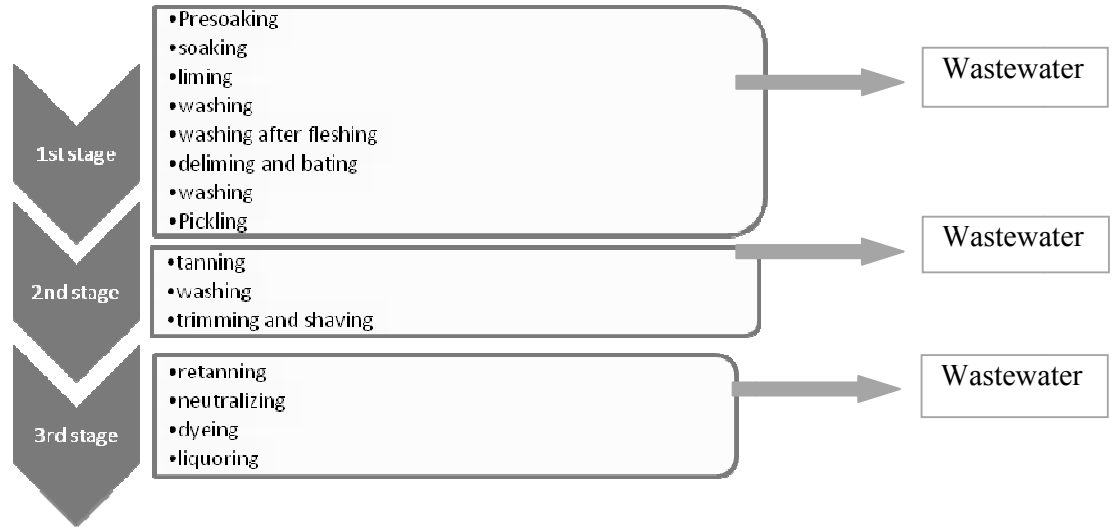 1st stage
•Presoaking
•soaking
•liming
•washing
•washing after fleshing
•deliming and bating
•washing
•Pickling
Wastewater
2nd stage
•tanning
•washing
•trimming and shaving
Wastewater
3rd stage
•retanning
•neutralizing
•dyeing
•liquoring
Wastewater